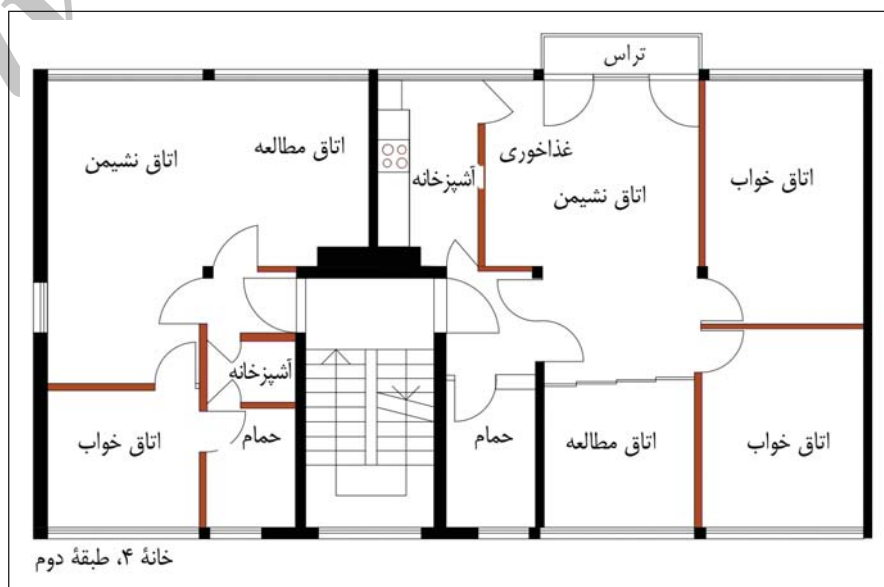 تراس
اتاق نشیمن
اتاق مطالعه
آشپزخانه
غذاخوری
اتاق نشیمن
اتاق خواب
آشپزخانه
اتاق خواب
حمام
حمام
اتاق مطالعه
اتاق خواب
خانهٔ ۴، طبقهٔ دوم